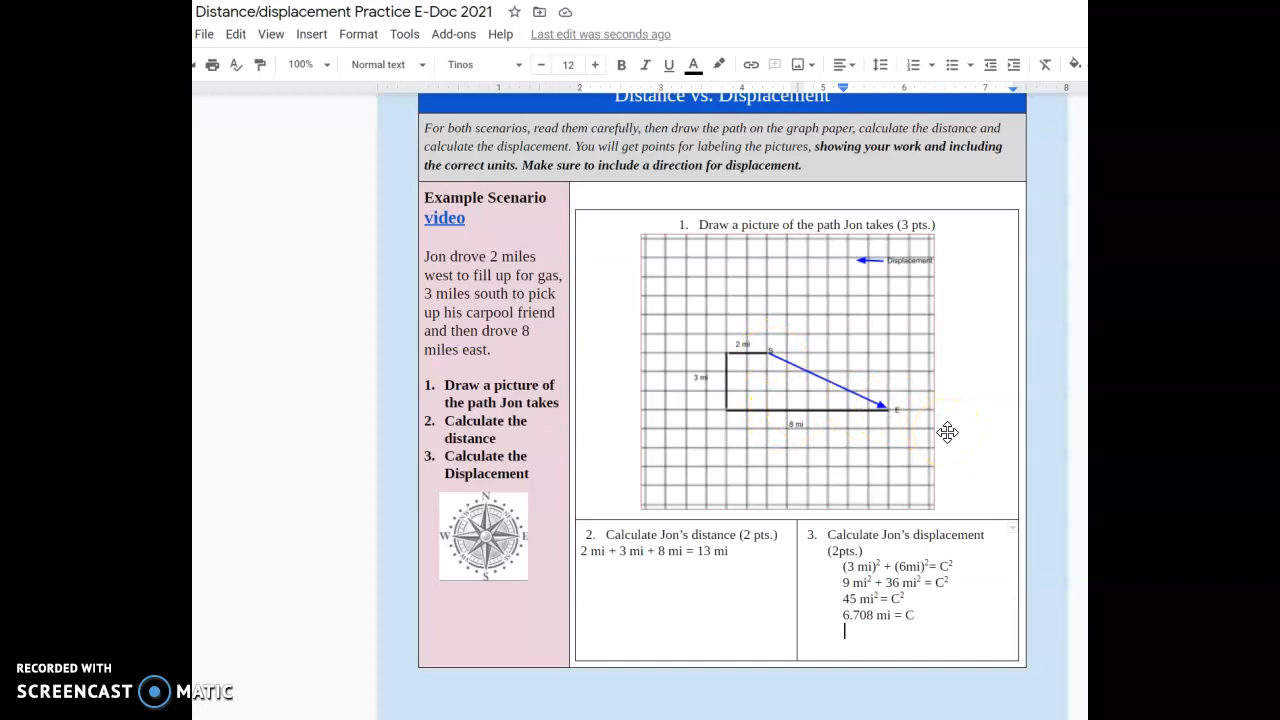 Distance/displacement Practice E-Doc 2021
File Edit View Insert Format Tools Add-ons Help Last edit was seconds ago
100% Normal text Tinos 12 B I U A
1 2 3 4 5 6 7 8
Distance vs. Displacement
For both scenarios, read them carefully, then draw the path on the graph paper, calculate the distance and
calculate the displacement. You will get points for labeling the pictures, showing your work and including
the correct units. Make sure to include a direction for displacement.
Example Scenario
video
Jon drove 2 miles
west to fill up for gas,
3 miles south to pick
up his carpool friend
and then drove 8
miles east.
1. Draw a picture of
the path Jon takes
2. Calculate the
distance
3. Calculate the
Displacement
N
W E
S
1. Draw a picture of the path Jon takes (3 pts.)
Displacement
2 mi
S
3 mi
E
8 mi
2. Calculate Jon's distance (2 pts.)
2 mi + 3 mi + 8 mi = 13 mi
3. Calculate Jon's displacement
(2pts.)
(3 mi)² + (6mi)²= C²
9 mi² + 36 mi² = C²
45 mi² = C²
6.708 mi = C
RECORDED WITH
SCREENCAST MATIC